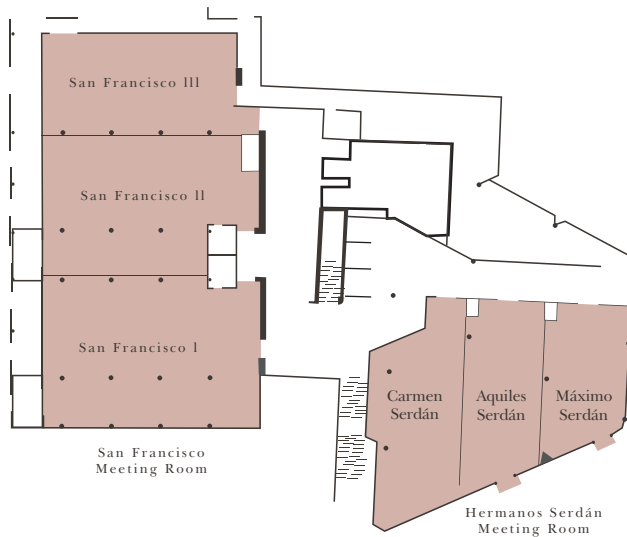 San Francisco lll
San Francisco ll
San Francisco l
San Francisco
Meeting Room
Carmen
Serdán
Aquiles
Serdán
Máximo
Serdán
Hermanos Serdán
Meeting Room